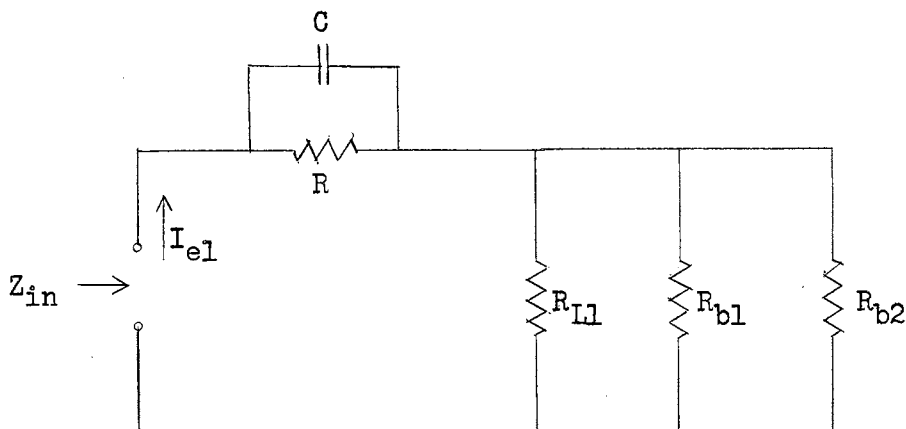 C
R
I_el
Z_in
R_L1
R_b1
R_b2